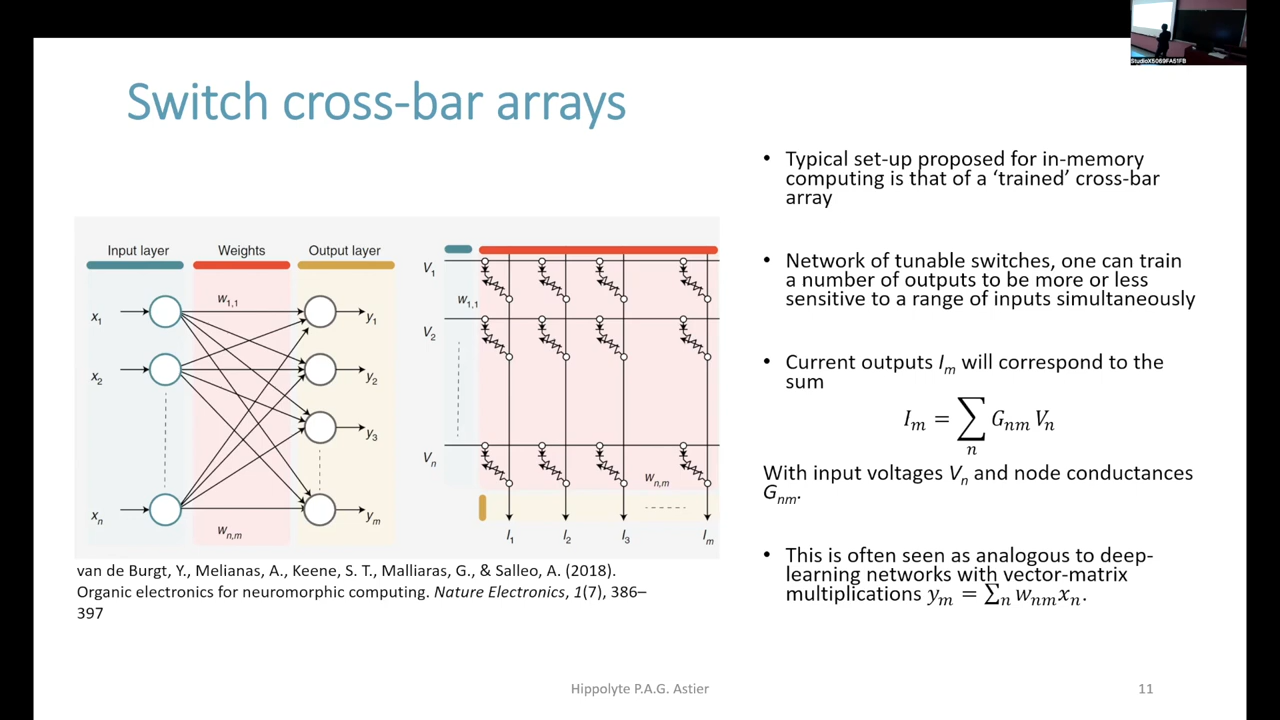 StudioX5069FA51FB
Switch cross-bar arrays
Input layer Weights Output layer
x1 w1,1 y1
x2 y2
y3
xn wn,m ym
V1
w1,1
V2
Vn
wn,m
I1 I2 I3 Im
van de Burgt, Y., Melianas, A., Keene, S. T., Malliaras, G., & Salleo, A. (2018).
Organic electronics for neuromorphic computing. Nature Electronics, 1(7), 386–
397
• Typical set-up proposed for in-memory
computing is that of a ‘trained’ cross-bar
array
• Network of tunable switches, one can train
a number of outputs to be more or less
sensitive to a range of inputs simultaneously
• Current outputs Im will correspond to the
sum
Im = ∑n Gnm Vn
With input voltages Vn and node conductances
Gnm.
• This is often seen as analogous to deep-
learning networks with vector-matrix
multiplications ym = ∑n wnmxn.
Hippolyte P.A.G. Astier
11